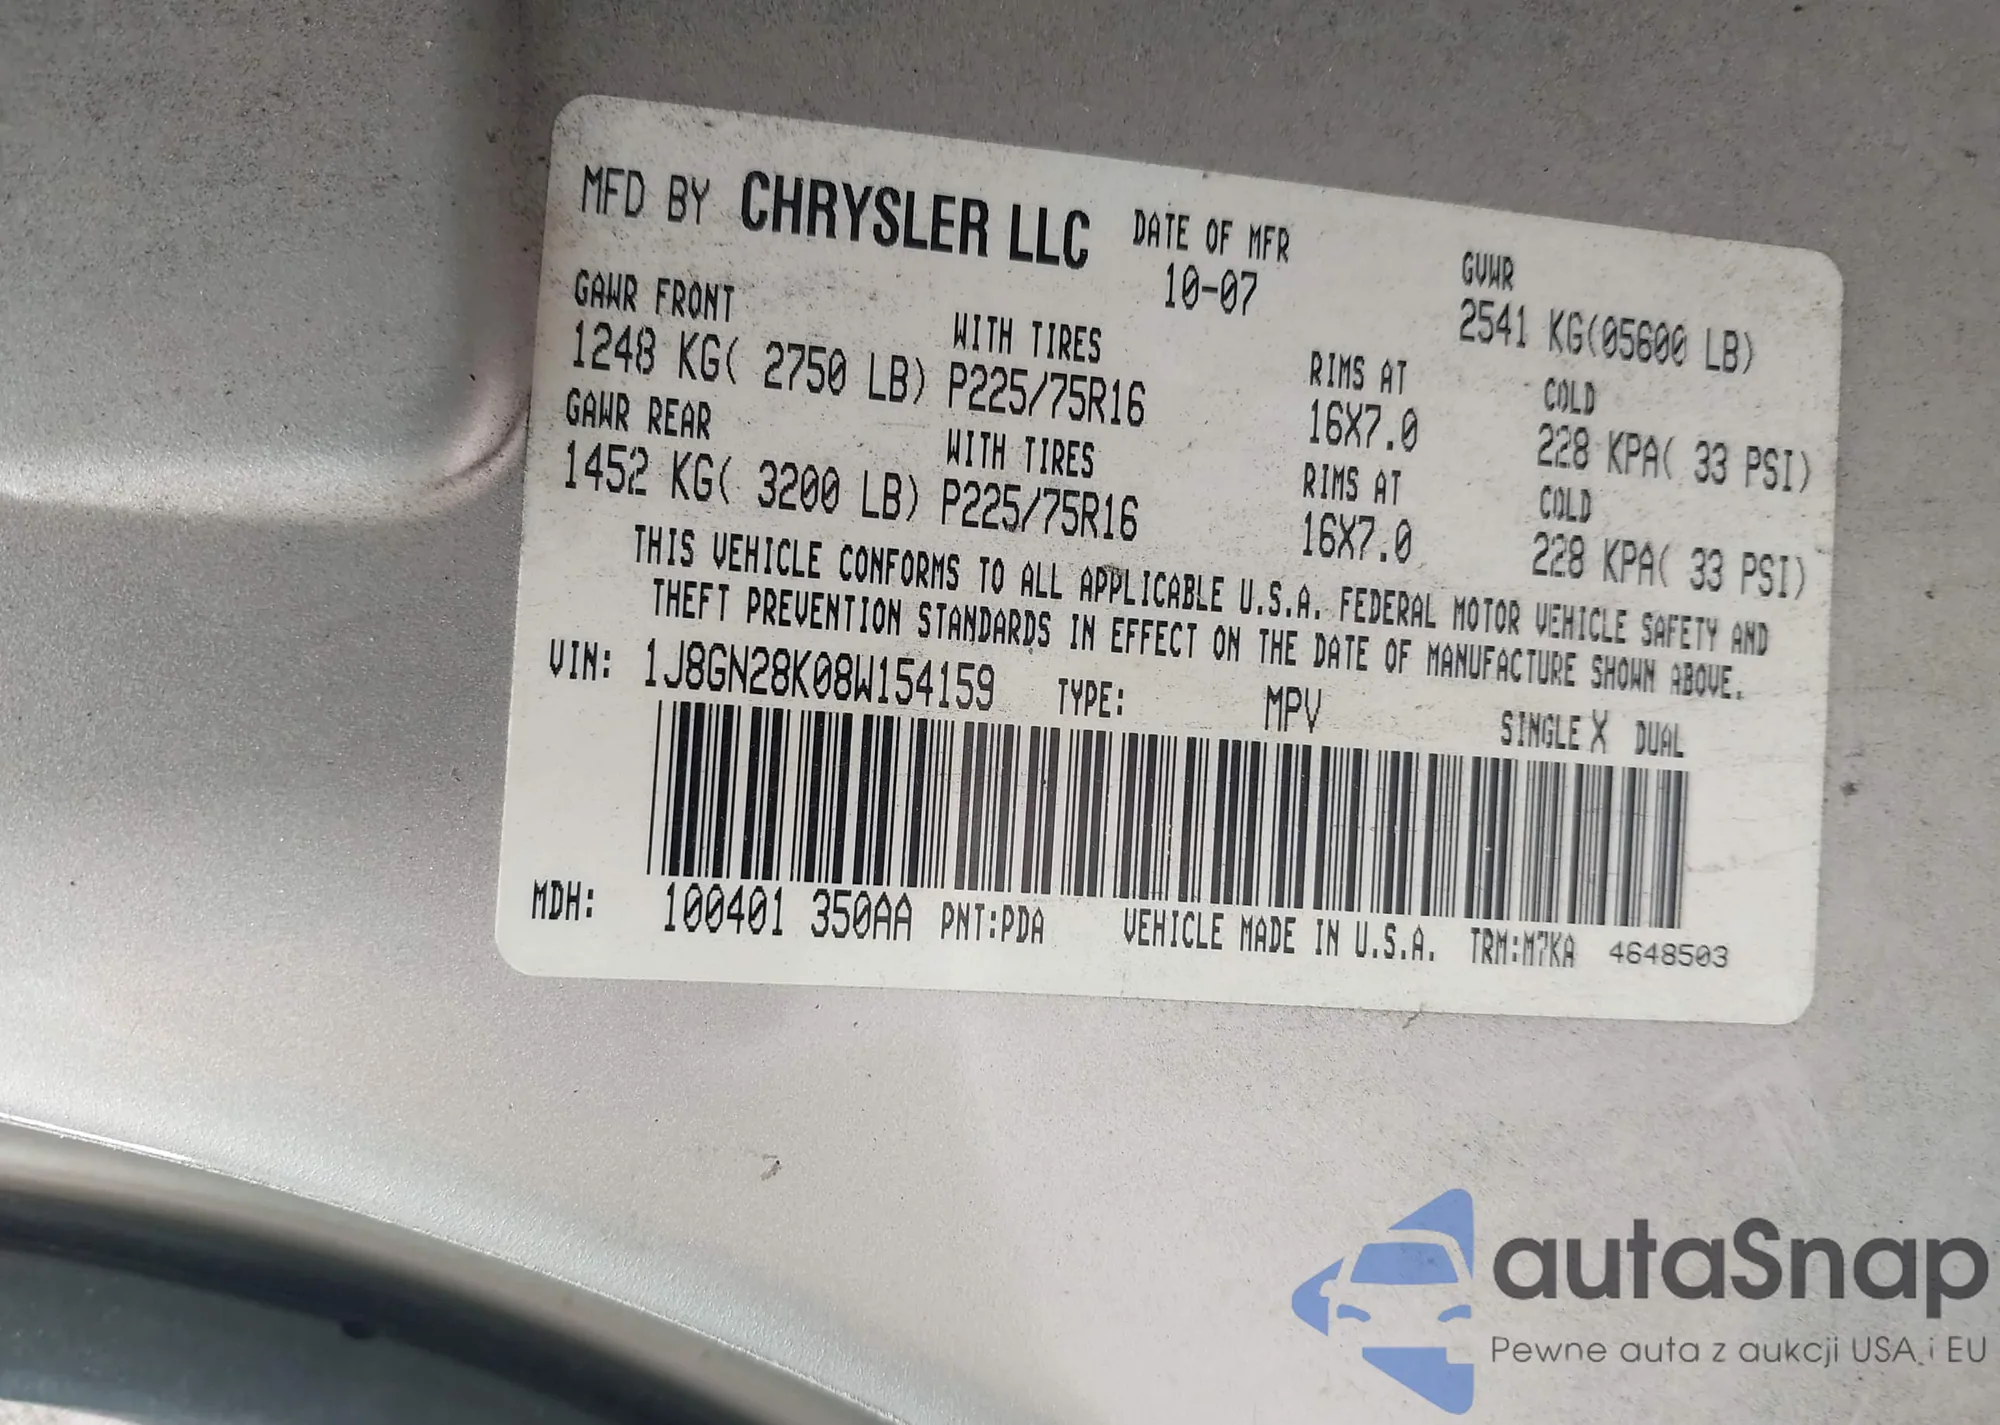 MFD BY CHRYSLER LLC DATE OF MFR GVWR
10-07 2541 KG(05600 LB)
GAWR FRONT WITH TIRES RIMS AT COLD
1248 KG( 2750 LB) P225/75R16 16X7.0 228 KPA( 33 PSI)
GAWR REAR WITH TIRES RIMS AT COLD
1452 KG( 3200 LB) P225/75R16 16X7.0 228 KPA( 33 PSI)
THIS VEHICLE CONFORMS TO ALL APPLICABLE U.S.A. FEDERAL MOTOR VEHICLE SAFETY AND
THEFT PREVENTION STANDARDS IN EFFECT ON THE DATE OF MANUFACTURE SHOWN ABOVE.
VIN: 1J8GN28K08W154159 TYPE: MPV SINGLE X DUAL
MDH: 100401 350AA PNT:PDA VEHICLE MADE IN U.S.A. TRM:M7KA 4648503
autaSnap
Pewne auta z aukcji USA i EU